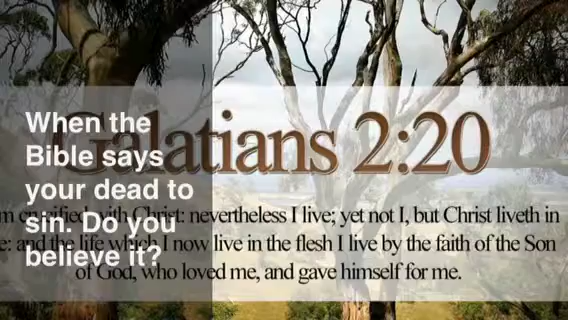 When the
Bible says
your dead to
sin. Do you
believe it?
Galatians 2:20
crucified with Christ: nevertheless I live; yet not I, but Christ liveth in
and the life which I now live in the flesh I live by the faith of the Son
of God, who loved me, and gave himself for me.